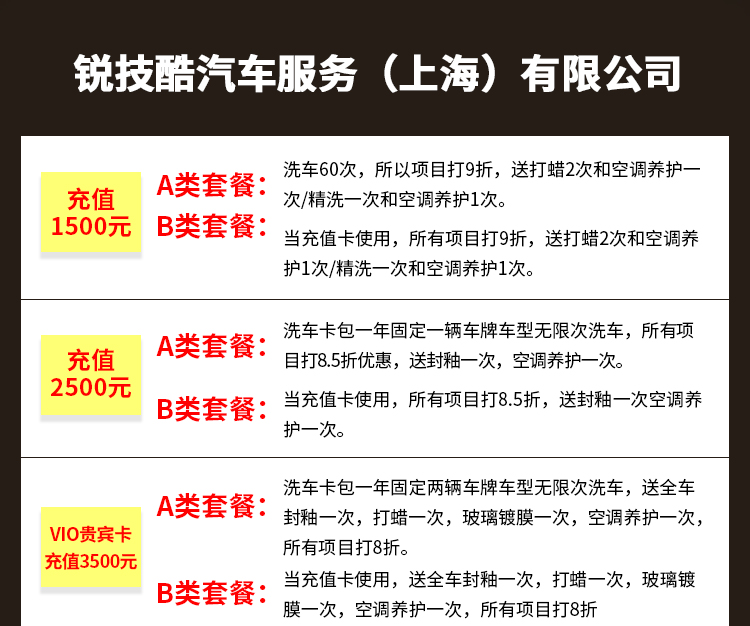 锐技酷汽车服务（上海）有限公司
充值
1500元
A类套餐：
洗车60次，所以项目打9折，送打蜡2次和空调养护一
次/精洗一次和空调养护1次。
B类套餐：
当充值卡使用，所有项目打9折，送打蜡2次和空调养
护1次/精洗一次和空调养护1次。
充值
2500元
A类套餐：
洗车卡包一年固定一辆车牌车型无限次洗车，所有项
目打8.5折优惠，送封釉一次，空调养护一次。
B类套餐：
当充值卡使用，所有项目打8.5折，送封釉一次空调养
护一次。
VIO贵宾卡
充值3500元
A类套餐：
洗车卡包一年固定两辆车牌车型无限次洗车，送全车
封釉一次，打蜡一次，玻璃镀膜一次，空调养护一次，
所有项目打8折。
B类套餐：
当充值卡使用，送全车封釉一次，打蜡一次，玻璃镀
膜一次，空调养护一次，所有项目打8折